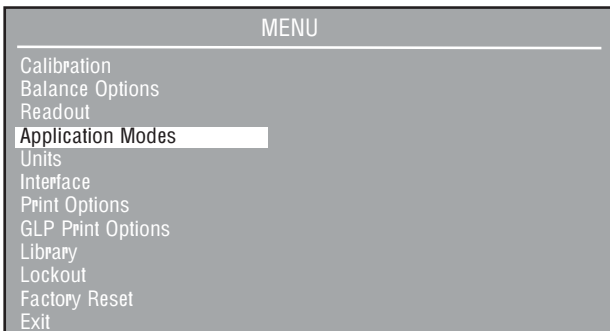 MENU
Calibration
Balance Options
Readout
Application Modes
Units
Interface
Print Options
GLP Print Options
Library
Lockout
Factory Reset
Exit